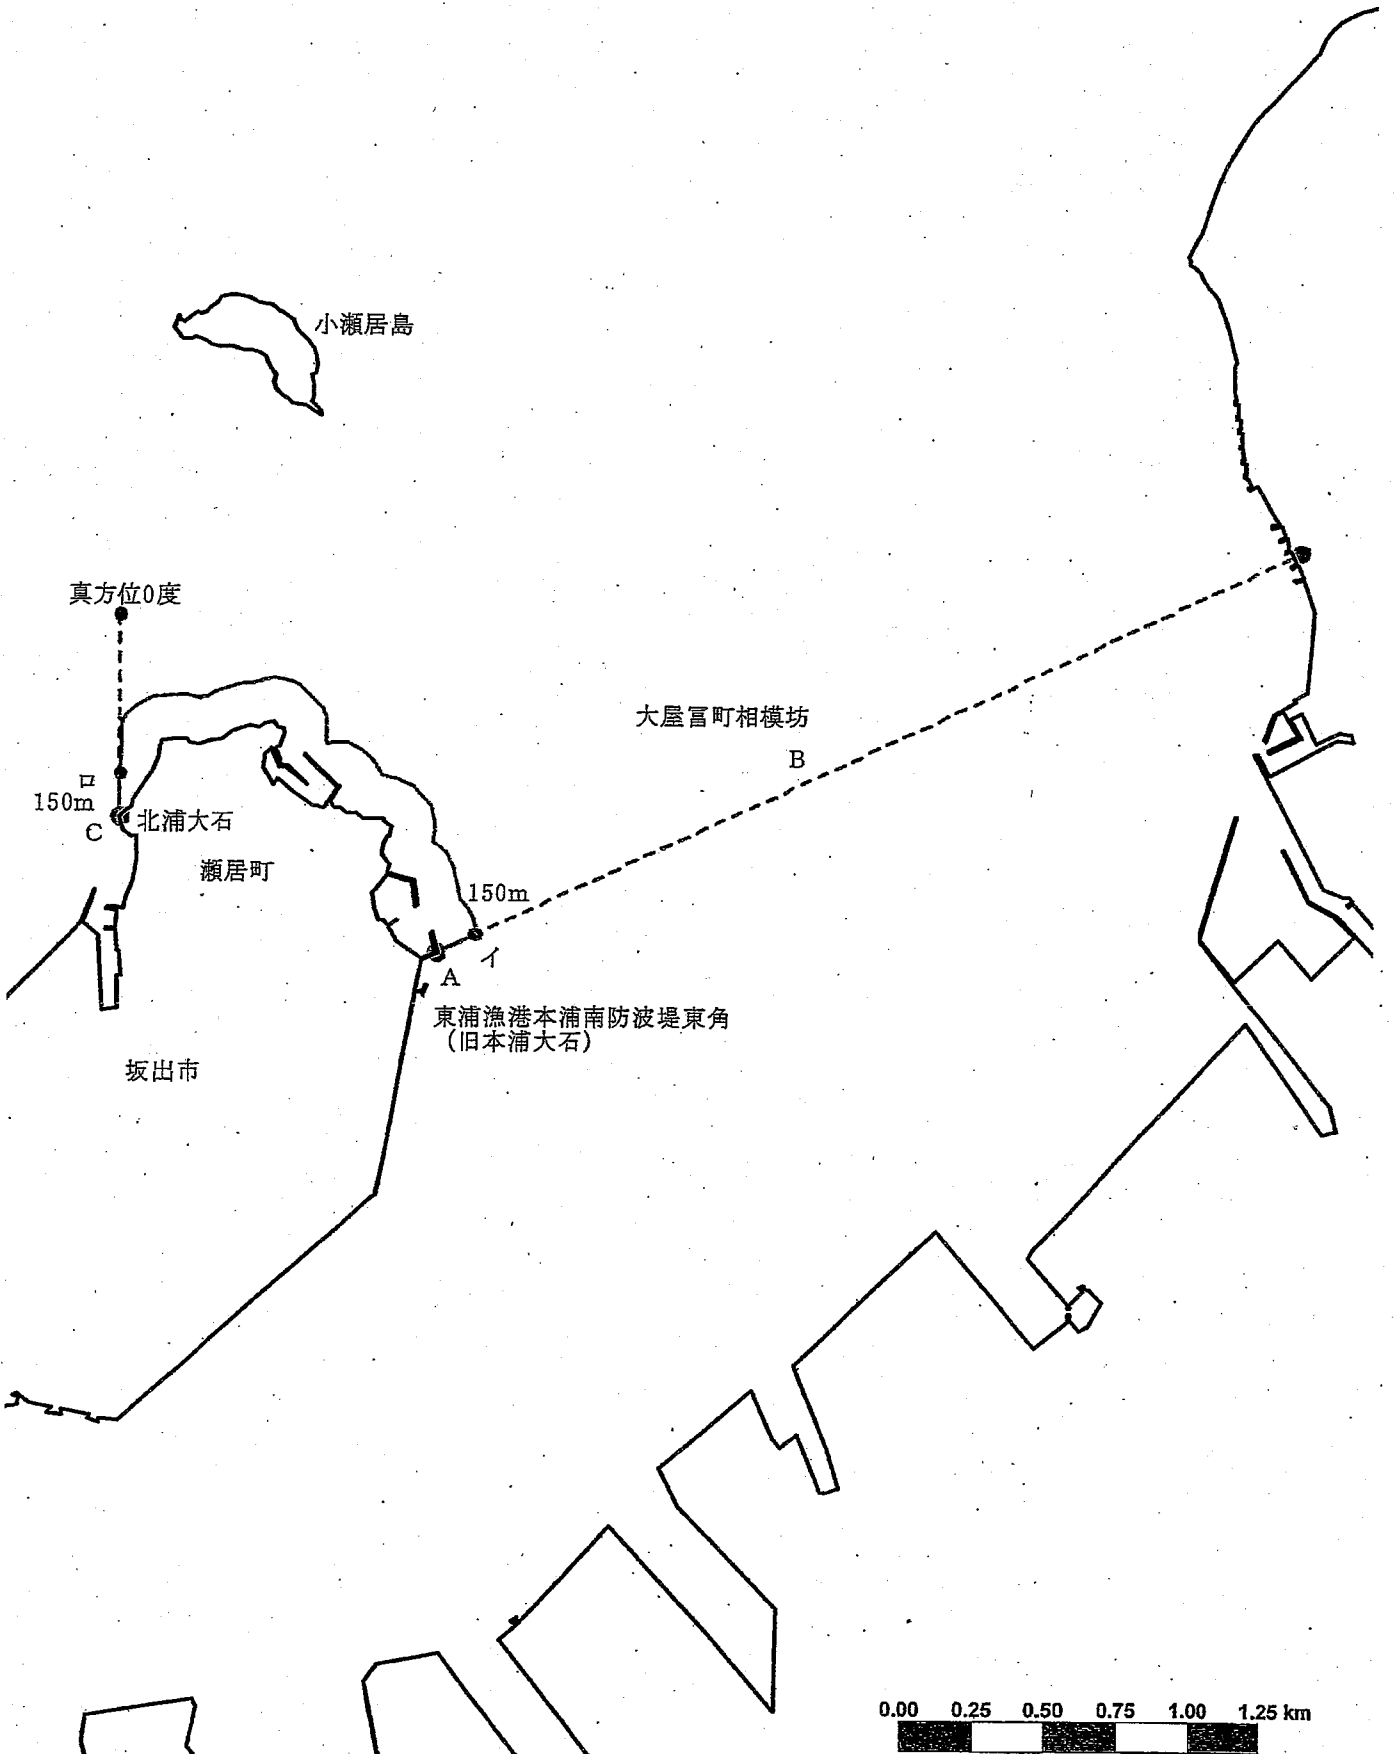 小瀬居島
真方位0度
大屋冨町相模坊
B
ロ
150m
C
北浦大石
瀬居町
150m
イ
A
東浦漁港本浦南防波堤東角
(旧本浦大石)
坂出市
0.00 0.25 0.50 0.75 1.00 1.25 km